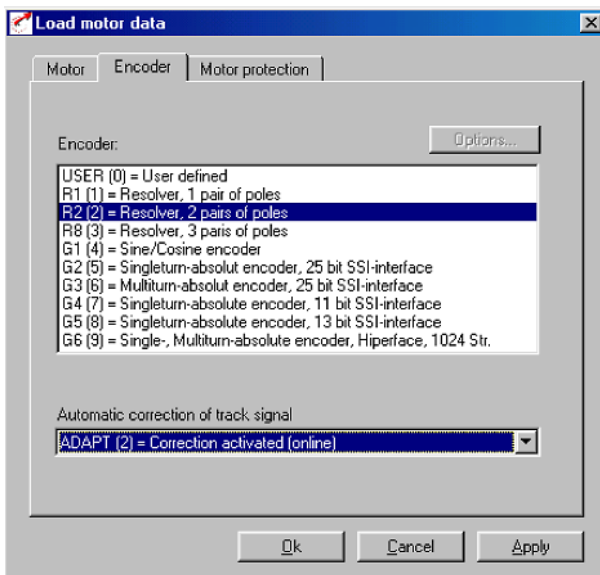 Load motor data
Motor Encoder Motor protection
Options...
Encoder:
USER (0) = User defined
R1 (1) = Resolver, 1 pair of poles
R2 (2) = Resolver, 2 pairs of poles
R8 (3) = Resolver, 3 paris of poles
G1 (4) = Sine/Cosine encoder
G2 (5) = Singleturn-absolut encoder, 25 bit SSI-interface
G3 (6) = Multiturn-absolut encoder, 25 bit SSI-interface
G4 (7) = Singleturn-absolute encoder, 11 bit SSI-interface
G5 (8) = Singleturn-absolute encoder, 13 bit SSI-interface
G6 (9) = Single-, Multiturn-absolute encoder, Hiperface, 1024 Str.
Automatic correction of track signal
ADAPT (2) = Correction activated (online)
Ok Cancel Apply